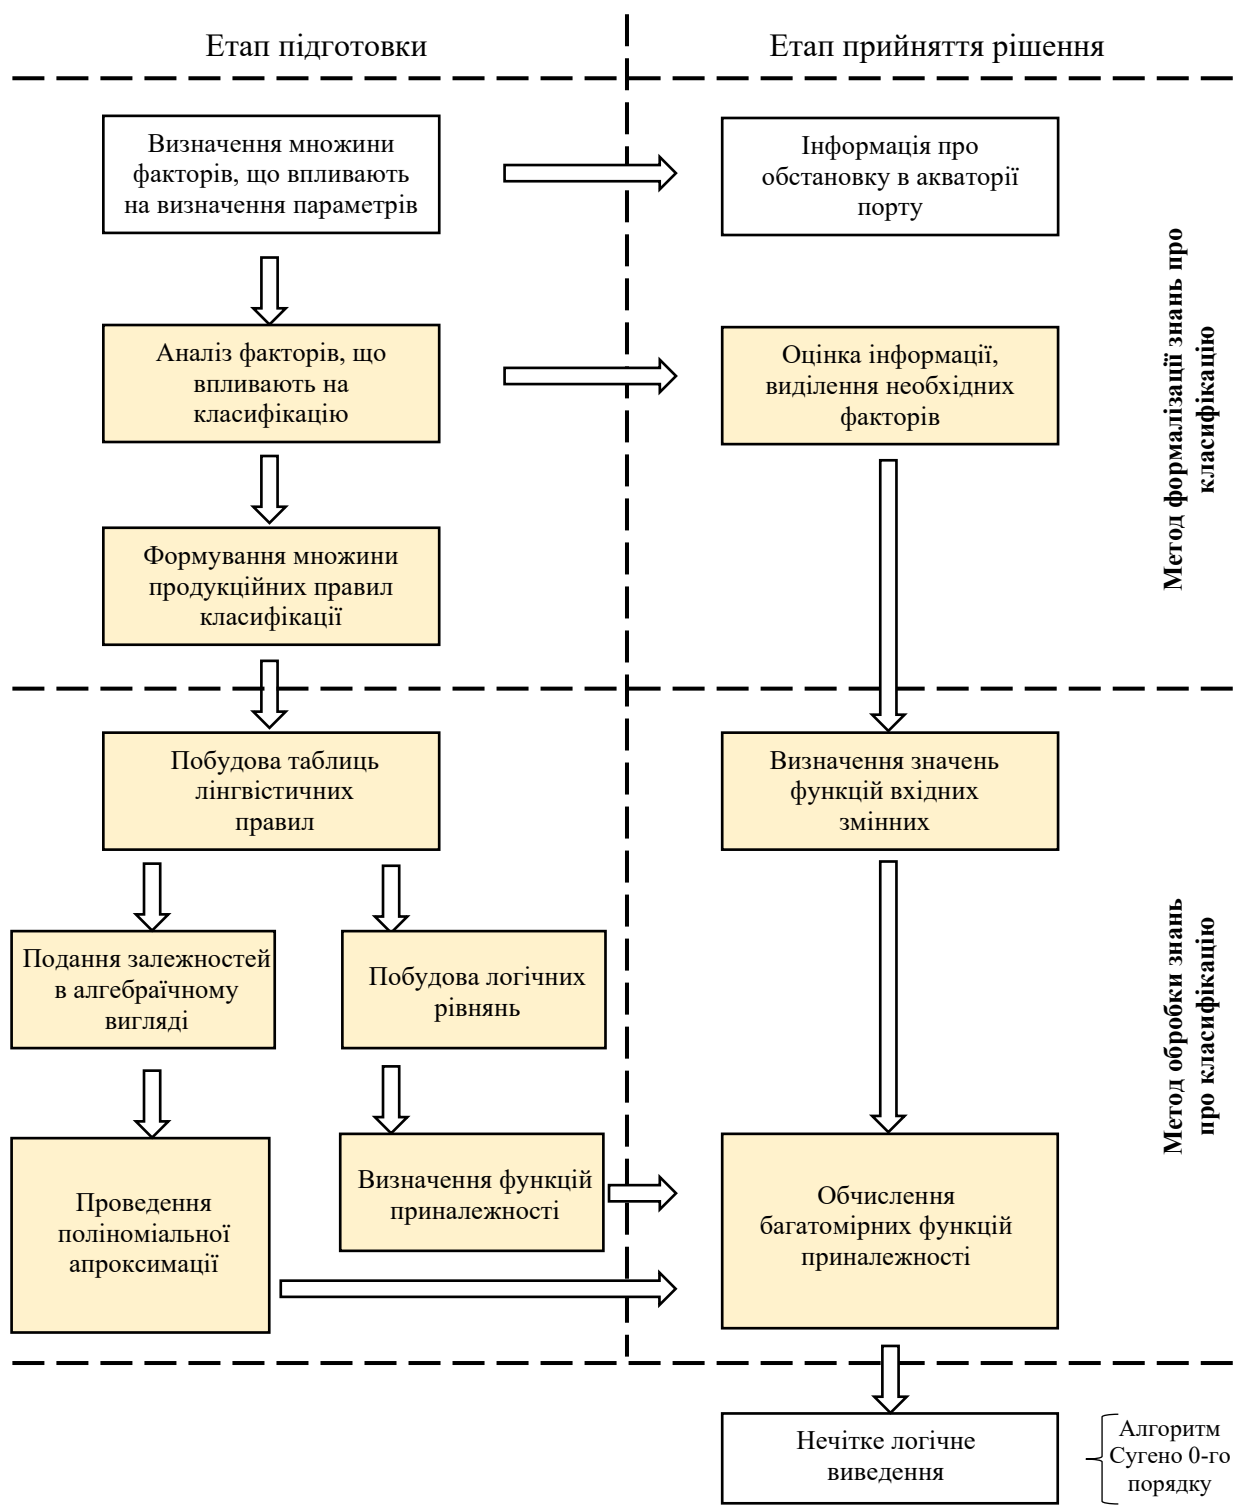 Етап підготовки
Етап прийняття рішення
Визначення множини
факторів, що впливають
на визначення параметрів
Інформація про
обстановку в акваторії
порту
Аналіз факторів, що
впливають на
класифікацію
Оцінка інформації,
виділення необхідних
факторів
Формування множини
продукційних правил
класифікації
Метод формалізації знань про
класифікацію
Побудова таблиць
лінгвістичних
правил
Визначення значень
функцій вхідних
змінних
Подання залежностей
в алгебраїчному
вигляді
Побудова логічних
рівнянь
Метод обробки знань
про класифікацію
Проведення
поліноміальної
апроксимації
Визначення функцій
приналежності
Обчислення
багатомірних функцій
приналежності
Нечітке логічне
виведення
Алгоритм
Сугено 0-го
порядку